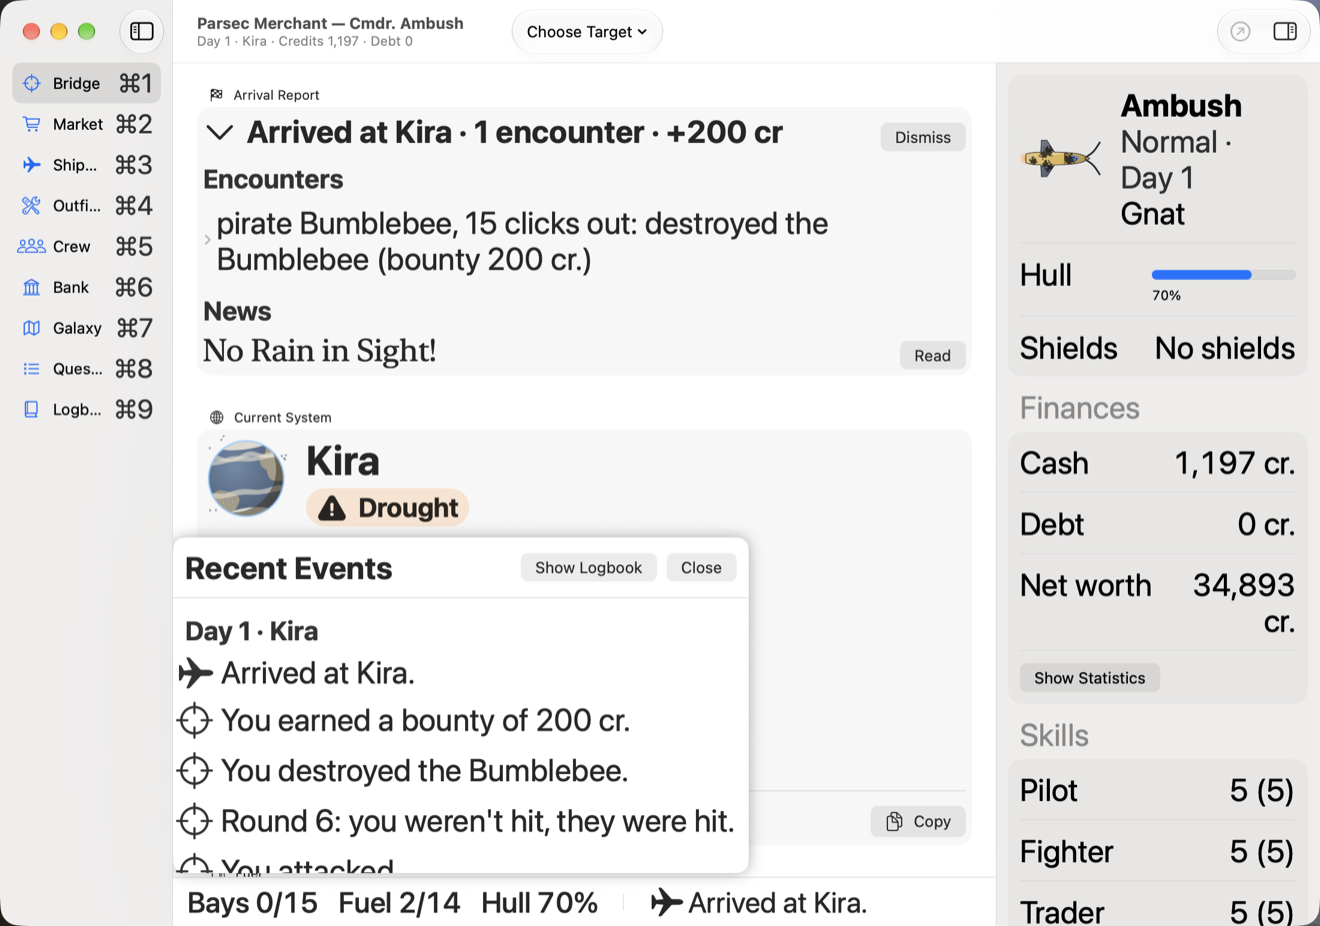 Parsec Merchant — Cmdr. Ambush
Day 1 · Kira · Credits 1,197 · Debt 0
Choose Target
Bridge ⌘1
Market ⌘2
Ship... ⌘3
Outfi... ⌘4
Crew ⌘5
Bank ⌘6
Galaxy ⌘7
Ques... ⌘8
Logb... ⌘9
Arrival Report
Arrived at Kira · 1 encounter · +200 cr
Dismiss
Encounters
pirate Bumblebee, 15 clicks out: destroyed the
Bumblebee (bounty 200 cr.)
News
No Rain in Sight!
Read
Current System
Kira
Drought
Copy
Recent Events
Show Logbook
Close
Day 1 · Kira
Arrived at Kira.
You earned a bounty of 200 cr.
You destroyed the Bumblebee.
Round 6: you weren't hit, they were hit.
You attacked
Bays 0/15 Fuel 2/14 Hull 70%
Arrived at Kira.
Ambush
Normal ·
Day 1
Gnat
Hull
70%
Shields No shields
Finances
Cash 1,197 cr.
Debt 0 cr.
Net worth 34,893
cr.
Show Statistics
Skills
Pilot 5 (5)
Fighter 5 (5)
Trader 5 (5)